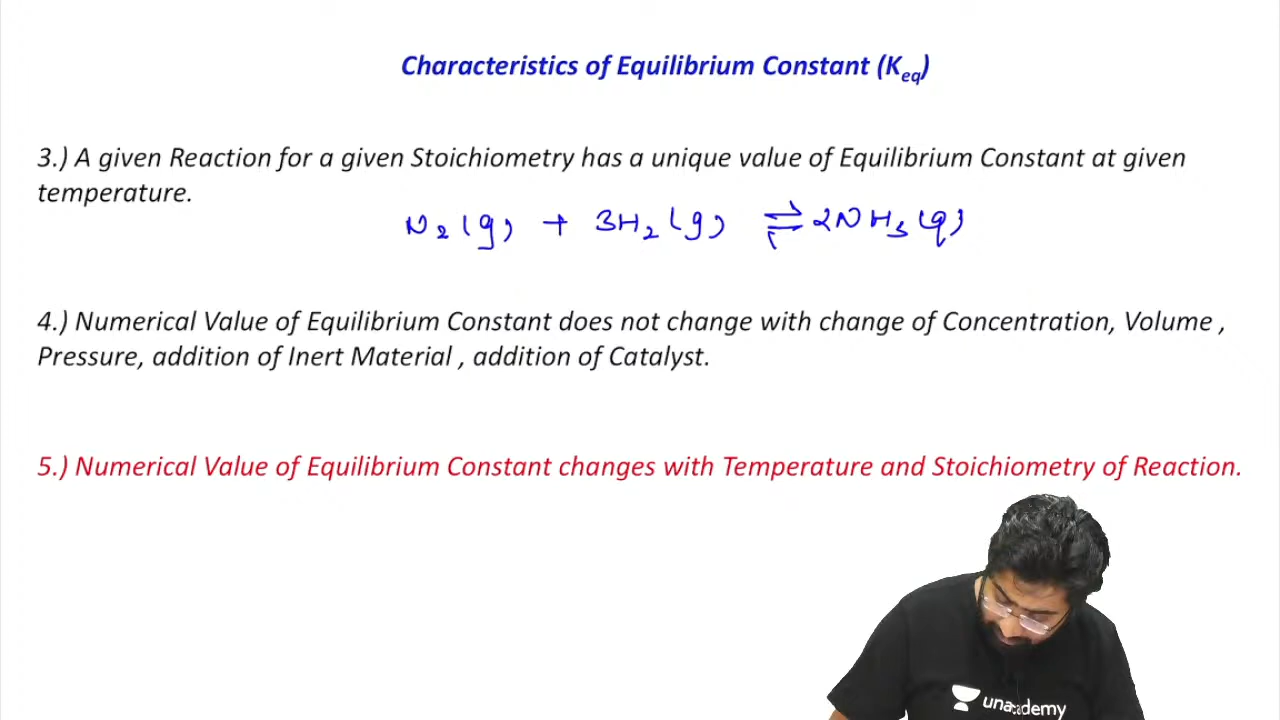 Characteristics of Equilibrium Constant (Keq)
3.) A given Reaction for a given Stoichiometry has a unique value of Equilibrium Constant at given
temperature.
N₂(g) + 3H₂(g) ⇌ 2NH₃(g)
4.) Numerical Value of Equilibrium Constant does not change with change of Concentration, Volume ,
Pressure, addition of Inert Material , addition of Catalyst.
5.) Numerical Value of Equilibrium Constant changes with Temperature and Stoichiometry of Reaction.
unacademy